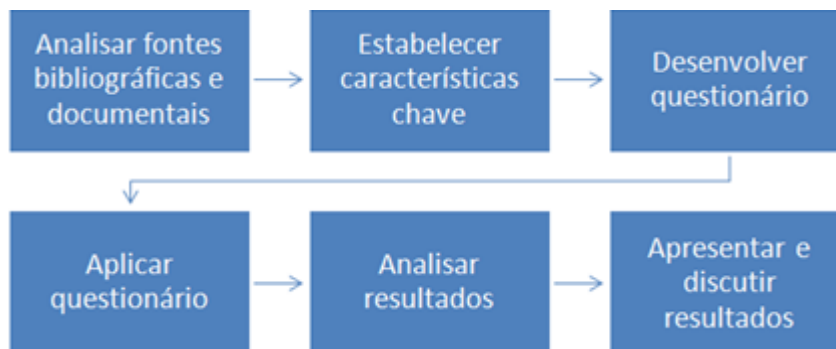 Analisar fontes
bibliográficas e
documentais
Estabelecer
características
chave
Desenvolver
questionário
Aplicar
questionário
Analisar
resultados
Apresentar e
discutir
resultados